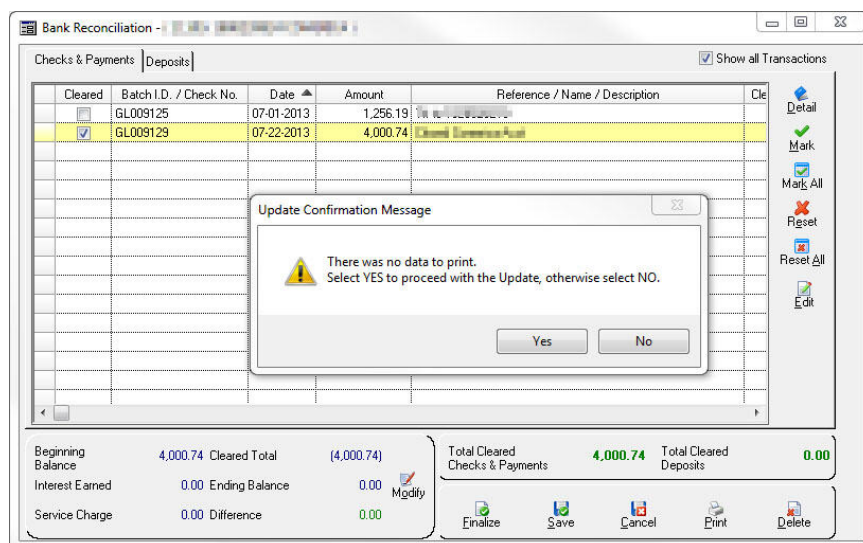 Bank Reconciliation -
Checks & Payments Deposits Show all Transactions
Cleared Batch I.D. / Check No. Date Amount Reference / Name / Description Cle
GL009125 07-01-2013 1,256.19
GL009129 07-22-2013 4,000.74
Detail
Mark
Mark All
Reset
Reset All
Edit
Update Confirmation Message
There was no data to print.
Select YES to proceed with the Update, otherwise select NO.
Yes No
Beginning Balance 4,000.74 Cleared Total (4,000.74)
Interest Earned 0.00 Ending Balance 0.00
Service Charge 0.00 Difference 0.00
Modify
Total Cleared Checks & Payments 4,000.74 Total Cleared Deposits 0.00
Finalize Save Cancel Print Delete